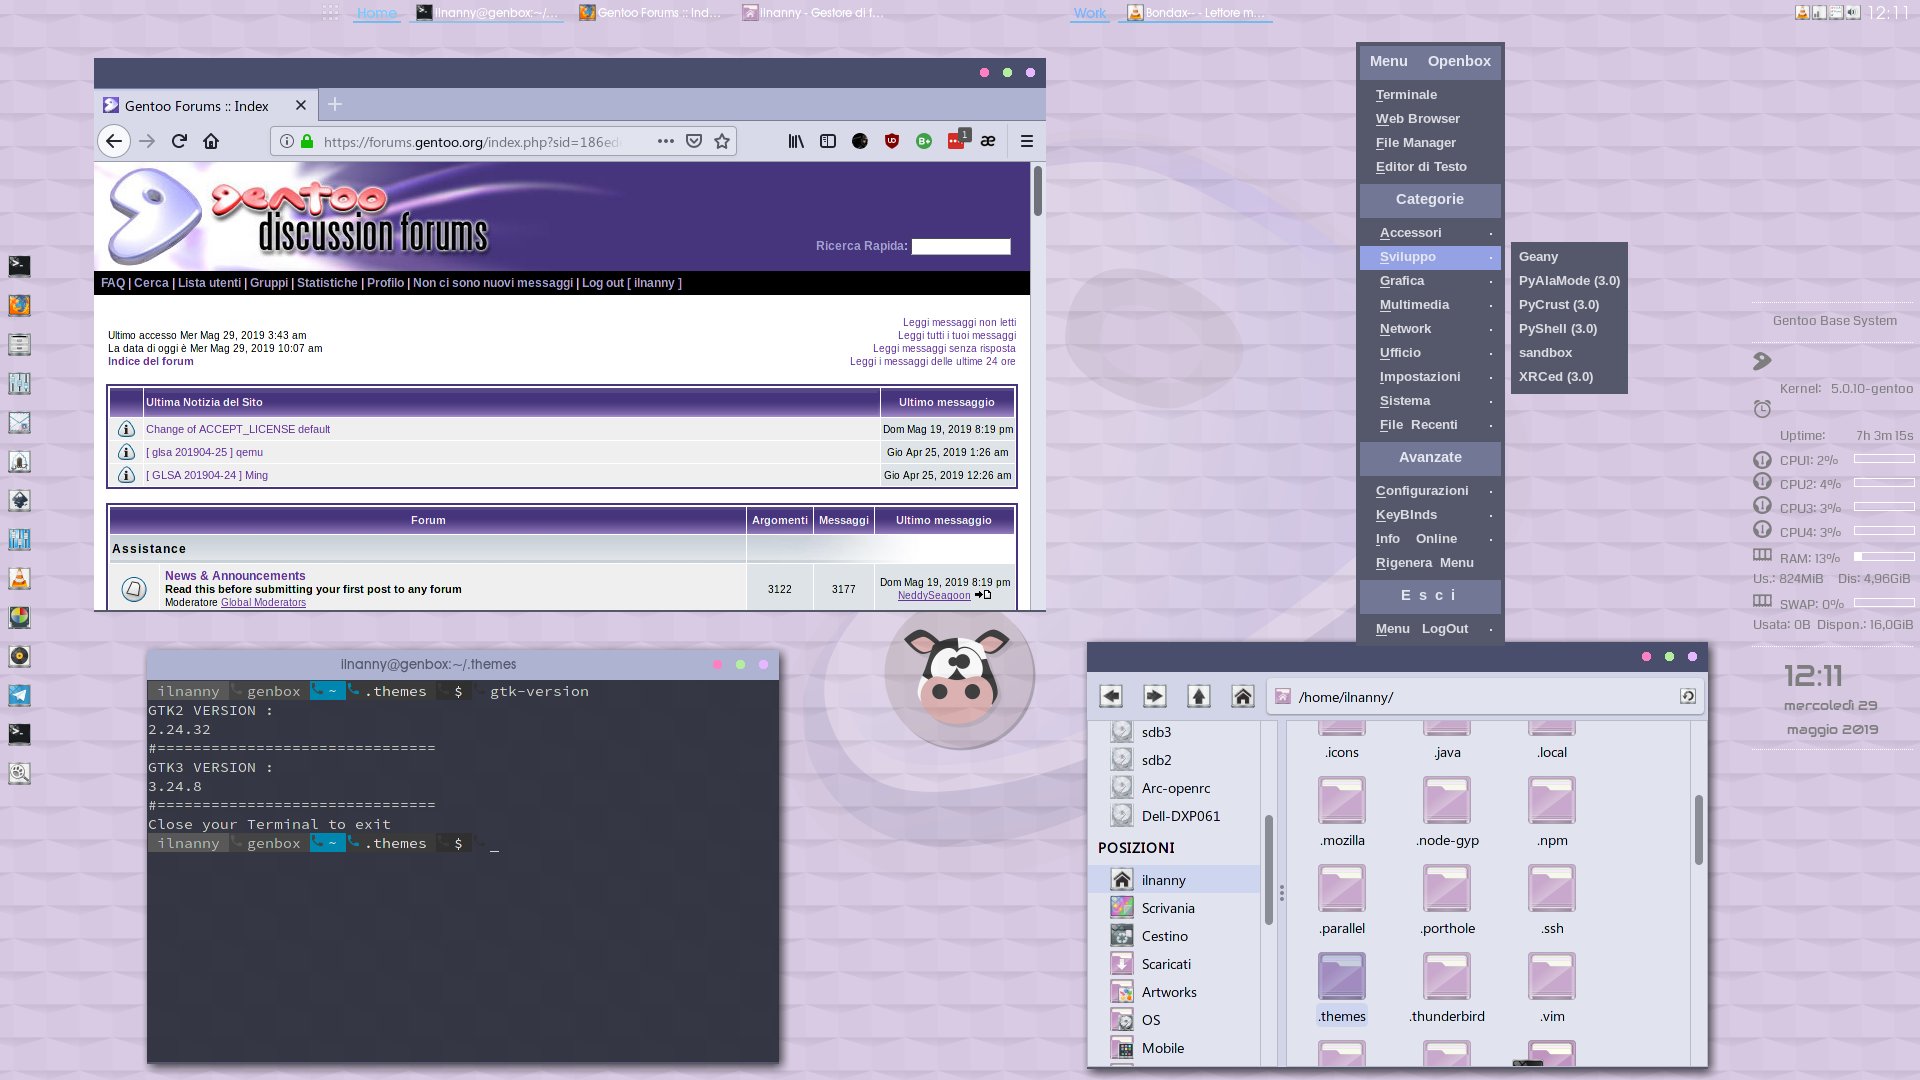 Home
ilnanny@genbox:~/...
Gentoo Forums :: Ind...
ilnanny - Gestore di f...
Work
Bondax-- - Lettore m...
12:11
Gentoo Forums :: Index
https://forums.gentoo.org/index.php?sid=186ed
1
gentoo
discussion forums
Ricerca Rapida:
FAQ | Cerca | Lista utenti | Gruppi | Statistiche | Profilo | Non ci sono nuovi messaggi | Log out [ ilnanny ]
Leggi messaggi non letti
Ultimo accesso Mer Mag 29, 2019 3:43 am
Leggi tutti i tuoi messaggi
La data di oggi è Mer Mag 29, 2019 10:07 am
Leggi messaggi senza risposta
Indice del forum
Leggi i messaggi delle ultime 24 ore
Ultima Notizia del Sito
Ultimo messaggio
Change of ACCEPT_LICENSE default
Dom Mag 19, 2019 8:19 pm
[ glsa 201904-25 ] qemu
Gio Apr 25, 2019 1:26 am
[ GLSA 201904-24 ] Ming
Gio Apr 25, 2019 12:26 am
Forum
Argomenti
Messaggi
Ultimo messaggio
Assistance
News & Announcements
Read this before submitting your first post to any forum
Moderatore Global Moderators
3122
3177
Dom Mag 19, 2019 8:19 pm
NeddySeagoon
ilnanny@genbox:~/.themes
ilnanny genbox ~ .themes $ gtk-version
GTK2 VERSION :
2.24.32
#===============================
GTK3 VERSION :
3.24.8
#===============================
Close your Terminal to exit
ilnanny genbox ~ .themes $ _
Menu Openbox
Terminale
Web Browser
File Manager
Editor di Testo
Categorie
Accessori
Sviluppo
Grafica
Multimedia
Network
Ufficio
Impostazioni
Sistema
File Recenti
Avanzate
Configurazioni
KeyBInds
Info Online
Rigenera Menu
E s c i
Menu LogOut
Geany
PyAlaMode (3.0)
PyCrust (3.0)
PyShell (3.0)
sandbox
XRCed (3.0)
/home/ilnanny/
sdb3
sdb2
Arc-openrc
Dell-DXP061
POSIZIONI
ilnanny
Scrivania
Cestino
Scaricati
Artworks
OS
Mobile
.icons
.java
.local
.mozilla
.node-gyp
.npm
.parallel
.porthole
.ssh
.themes
.thunderbird
.vim
Gentoo Base System
Kernel: 5.0.10-gentoo
Uptime: 7h 3m 15s
CPU1: 2%
CPU2: 4%
CPU3: 3%
CPU4: 3%
RAM: 13%
Us.: 824MiB Dis: 4,96GiB
SWAP: 0%
Usata: 0B Dispon.: 16,0GiB
12:11
mercoledì 29
maggio 2019